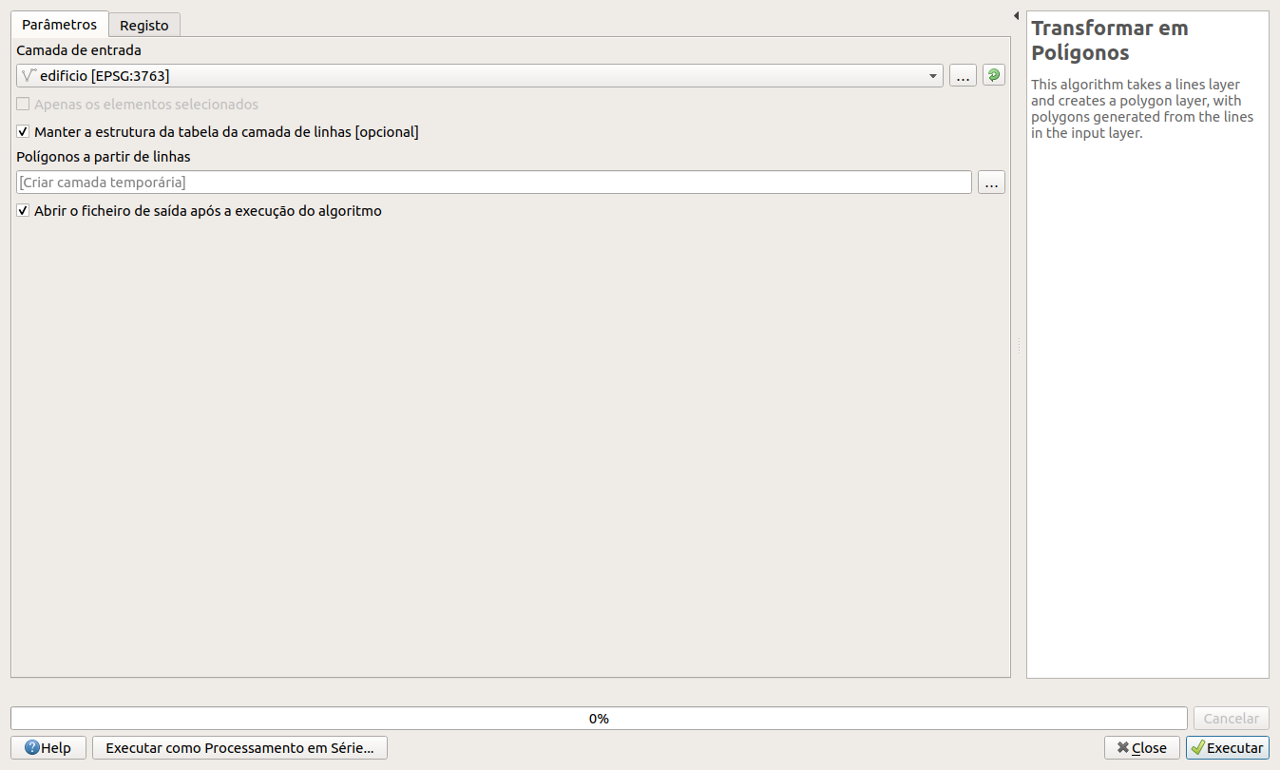 Parâmetros
Registo
Camada de entrada
edificio [EPSG:3763]
...
Apenas os elementos selecionados
Manter a estrutura da tabela da camada de linhas [opcional]
Polígonos a partir de linhas
[Criar camada temporária]
...
Abrir o ficheiro de saída após a execução do algoritmo
Transformar em
Polígonos
This algorithm takes a lines layer
and creates a polygon layer, with
polygons generated from the lines
in the input layer.
0%
Cancelar
Help
Executar como Processamento em Série...
Close
Executar